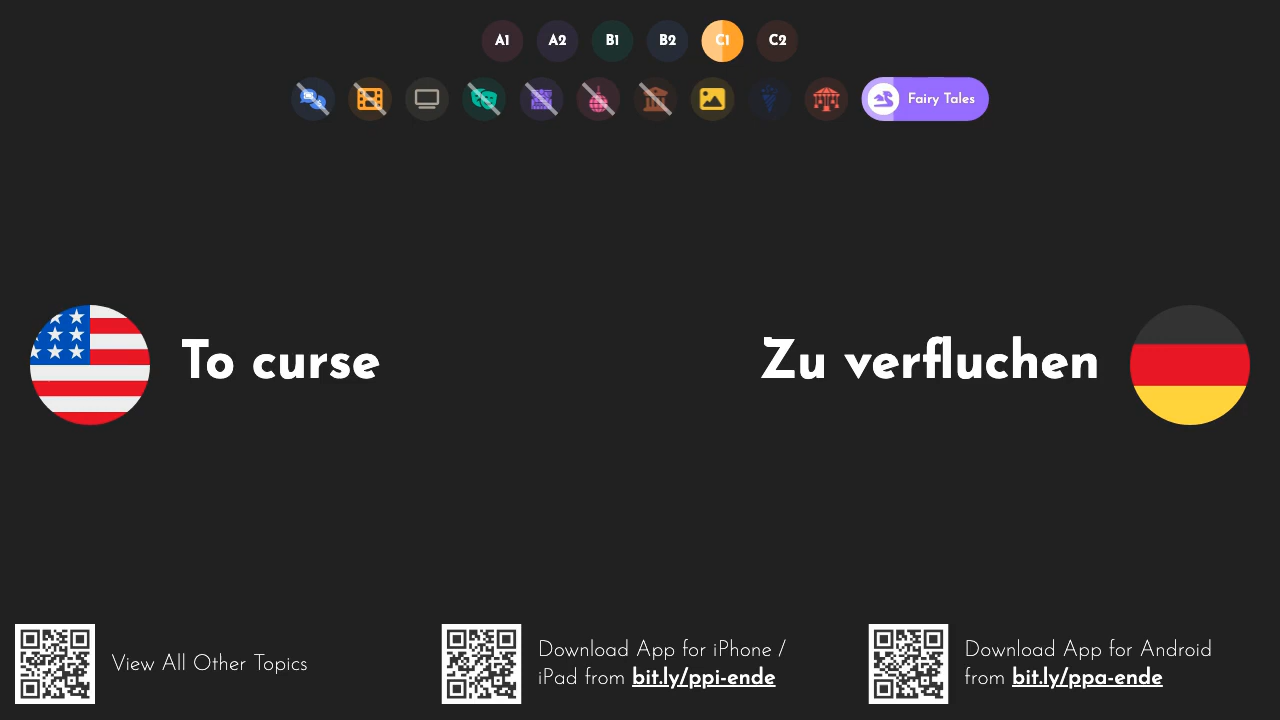 A1 A2 B1 B2 C1 C2
Fairy Tales
To curse
Zu verfluchen
View All Other Topics
Download App for iPhone /
iPad from bit.ly/ppi-ende
Download App for Android
from bit.ly/ppa-ende